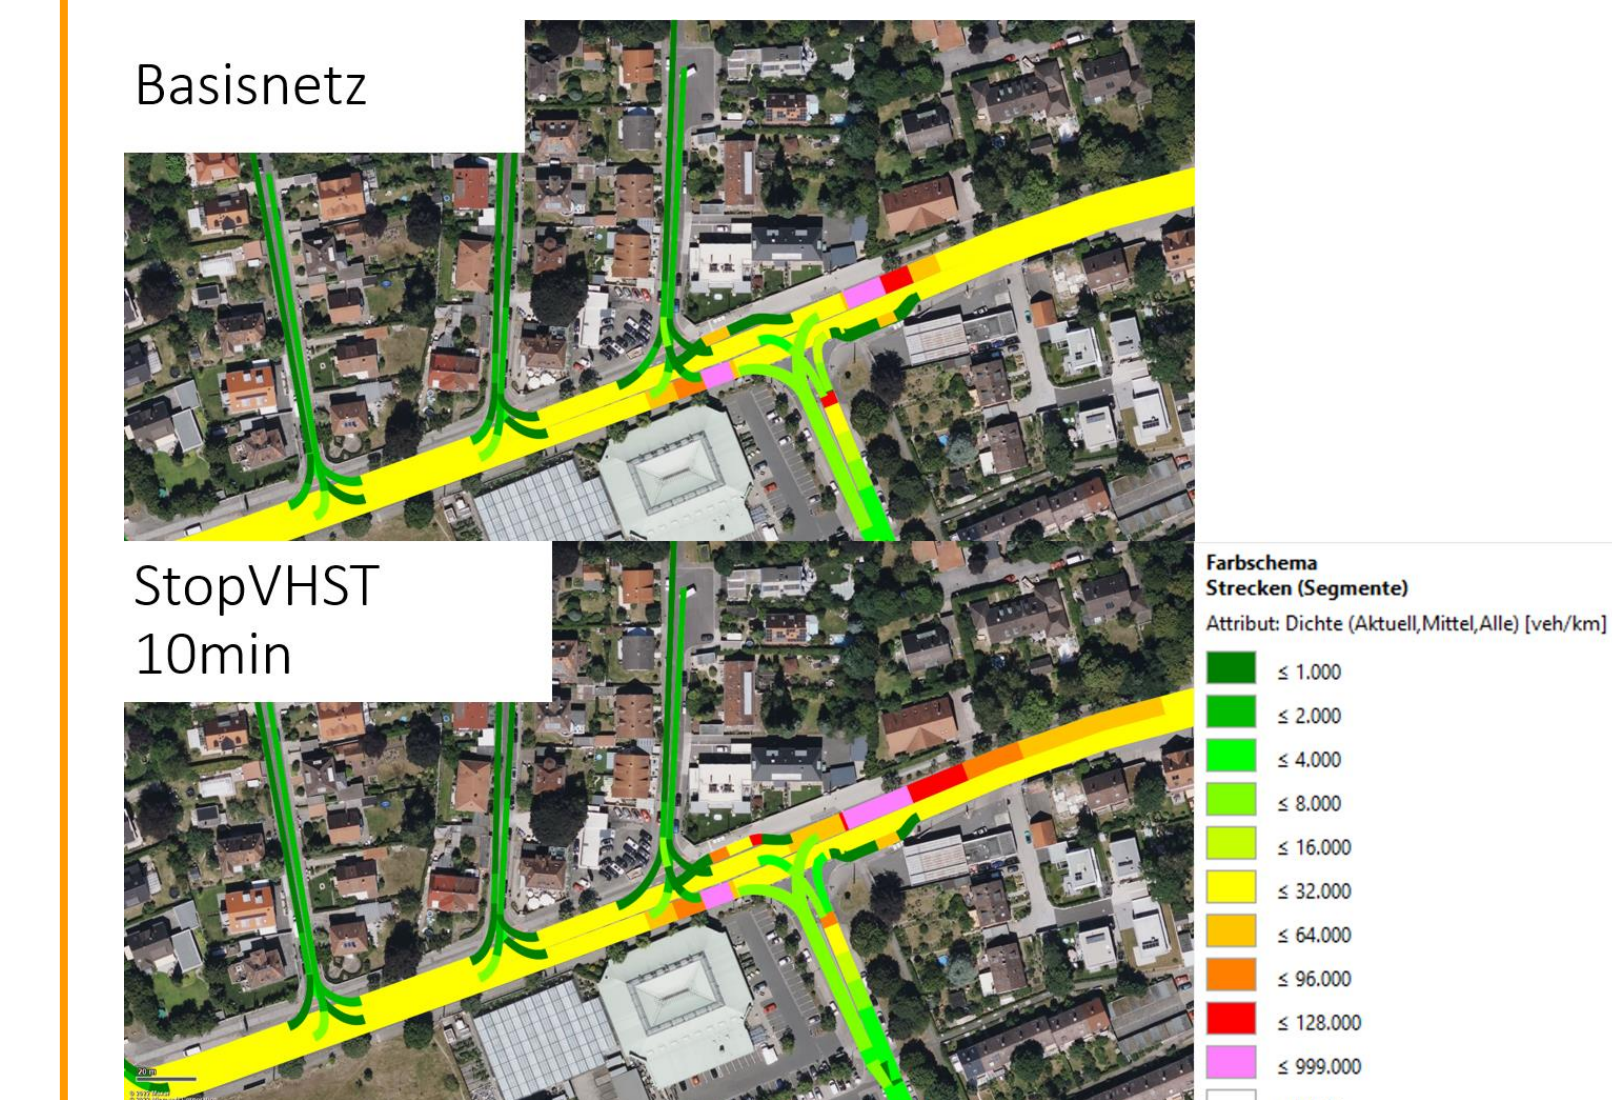 Basisnetz
StopVHST
10min
Farbschema
Strecken (Segmente)
Attribut: Dichte (Aktuell,Mittel,Alle) [veh/km]
≤ 1.000
≤ 2.000
≤ 4.000
≤ 8.000
≤ 16.000
≤ 32.000
≤ 64.000
≤ 96.000
≤ 128.000
≤ 999.000
20 m